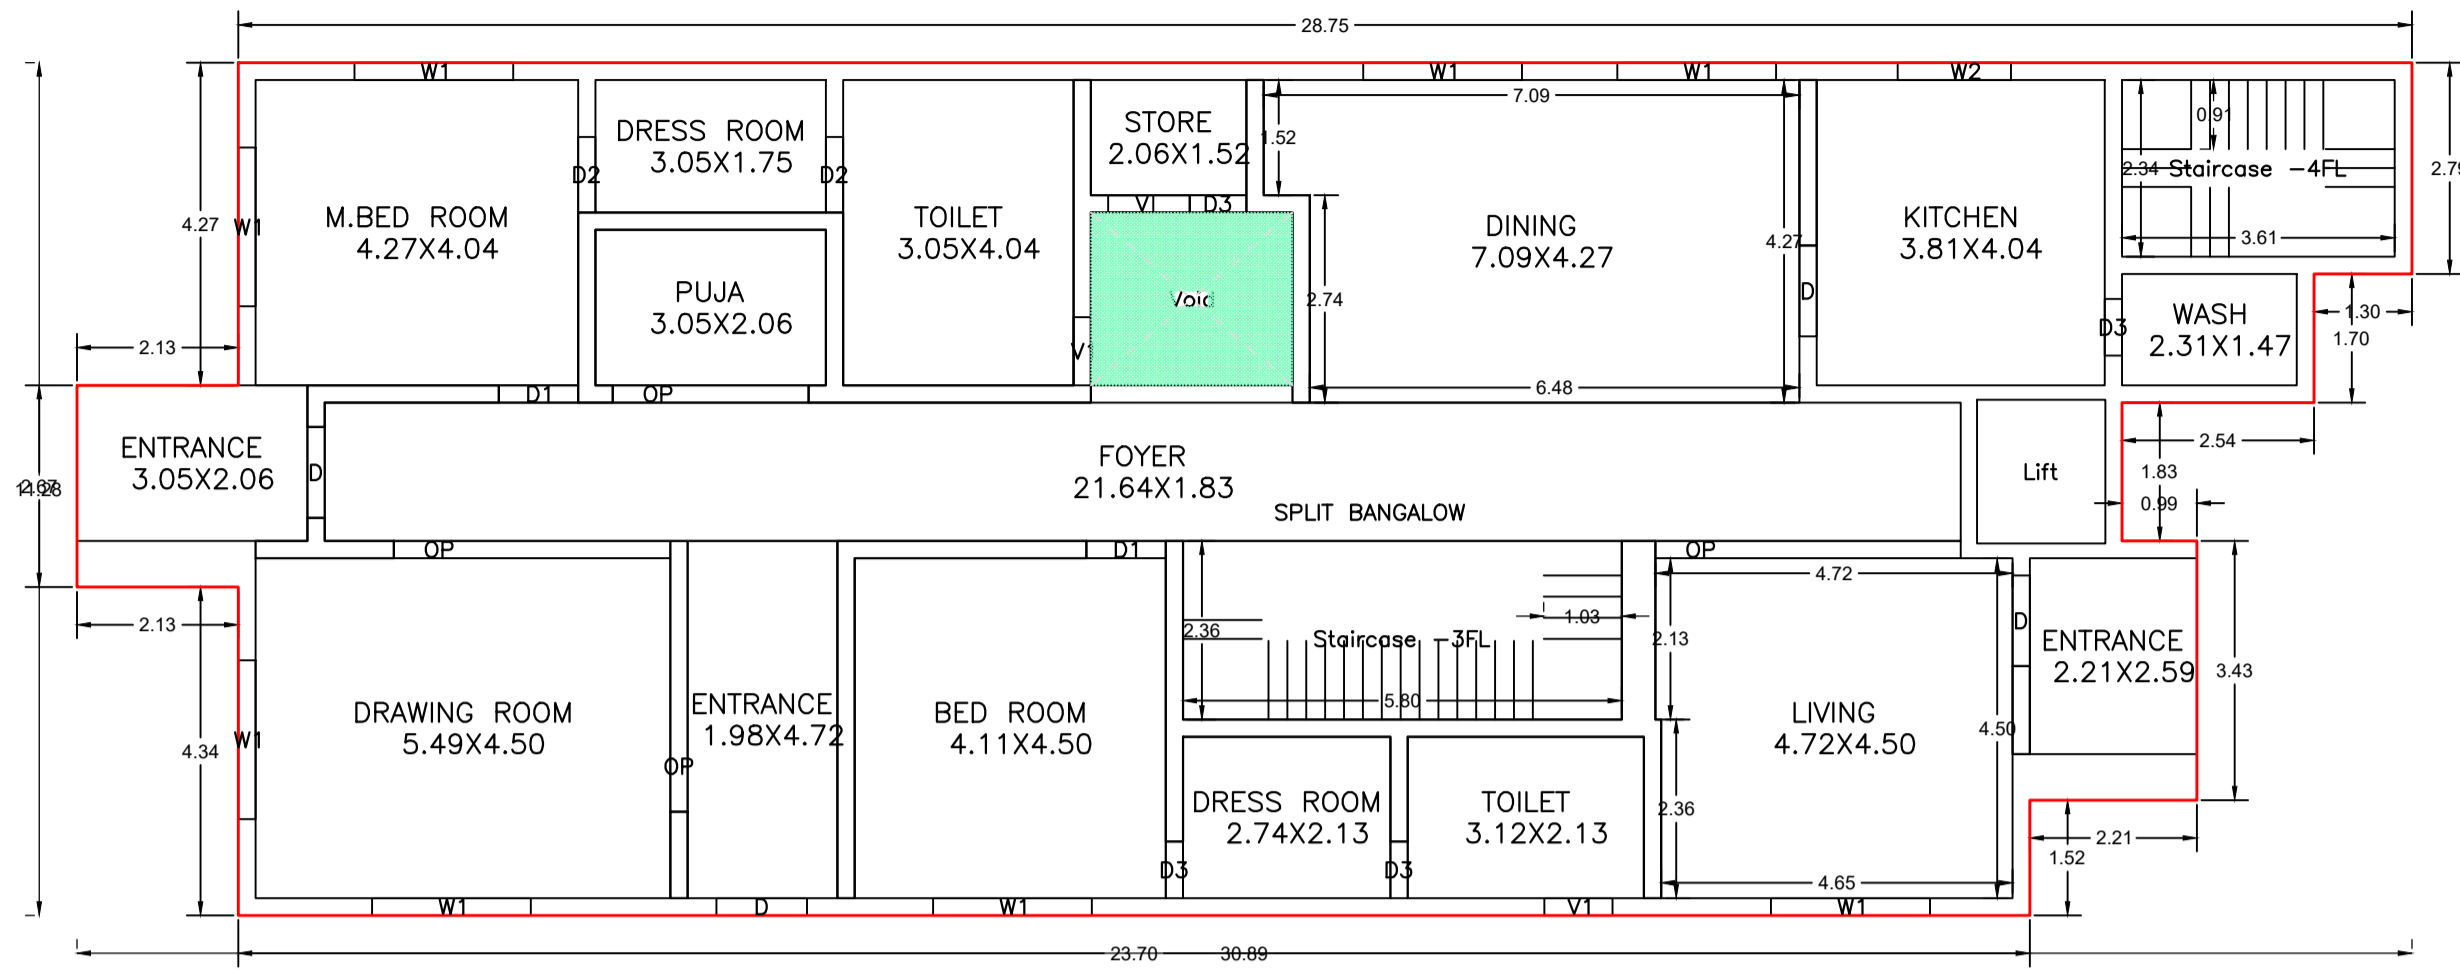 28.75
W1
W1
W1
W2
7.09
DRESS ROOM
3.05X1.75
STORE
2.06X1.52
1.52
0.91
2.34
Staircase -4FL
2.79
D2
D2
V
D3
4.27
W1
M.BED ROOM
4.27X4.04
TOILET
3.05X4.04
DINING
7.09X4.27
4.27
KITCHEN
3.81X4.04
3.61
PUJA
3.05X2.06
Void
2.74
D
WASH
2.31X1.47
D3
1.30
1.70
2.13
V1
D1
OP
6.48
ENTRANCE
3.05X2.06
D
FOYER
21.64X1.83
SPLIT BANGALOW
Lift
2.54
1.83
0.99
2.67
11.28
OP
D1
OP
4.72
2.13
2.36
1.03
Staircase -3FL
2.13
D
ENTRANCE
2.21X2.59
3.43
5.80
DRAWING ROOM
5.49X4.50
ENTRANCE
1.98X4.72
BED ROOM
4.11X4.50
LIVING
4.72X4.50
4.50
4.34
W1
OP
DRESS ROOM
2.74X2.13
TOILET
3.12X2.13
2.36
2.21
1.52
D3
D3
4.65
W1
D
W1
V1
W1
23.70
30.89